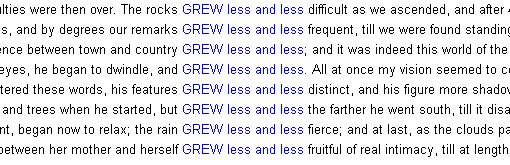 ulties were then over. The rocks GREW less and less difficult as we ascended, and after
s, and by degrees our remarks GREW less and less frequent, till we were found standing
ence between town and country GREW less and less; and it was indeed this world of the
eyes, he began to dwindle, and GREW less and less. All at once my vision seemed to
tered these words, his features GREW less and less distinct, and his figure more shadow
and trees when he started, but GREW less and less the farther he went south, till it disa
nt, began now to relax; the rain GREW less and less fierce; and at last, as the clouds pa
between her mother and herself GREW less and less fruitful of real intimacy, till at length